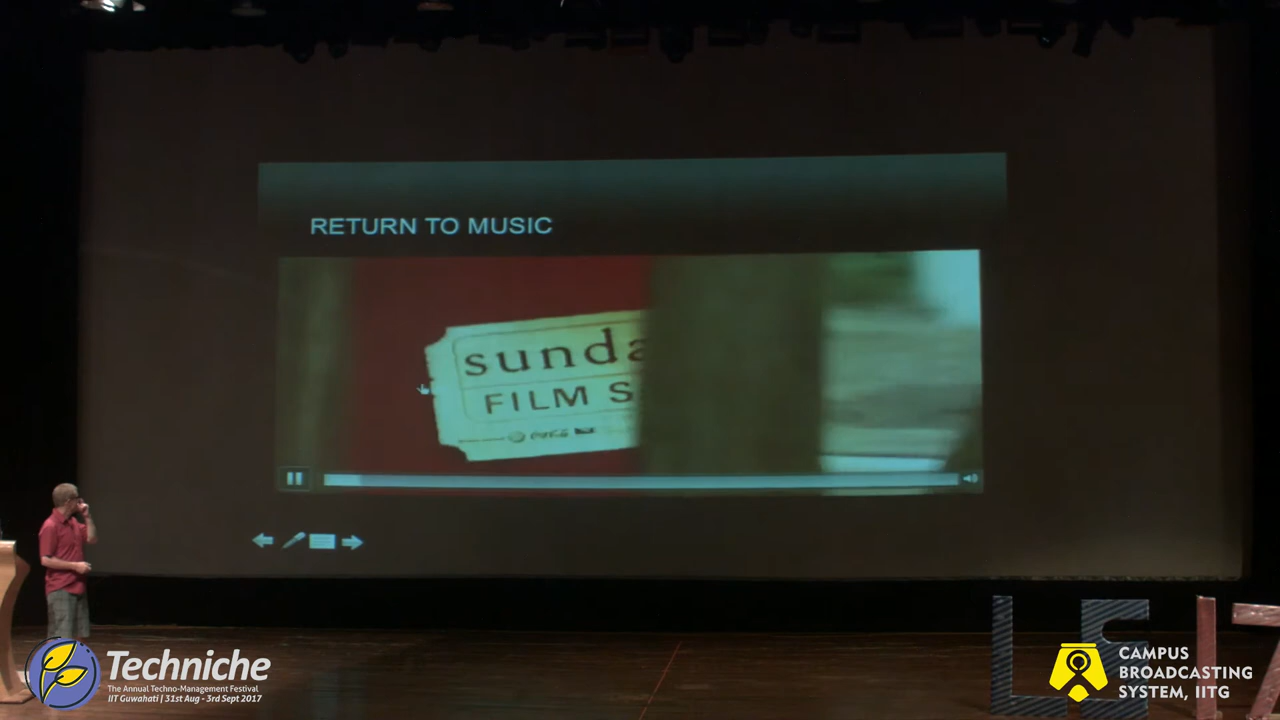 RETURN TO MUSIC
sunda
FILM S
Techniche
The Annual Techno-Management Festival
IIT Guwahati | 31st Aug - 3rd Sept 2017
LE17
CAMPUS
BROADCASTING
SYSTEM, IITG